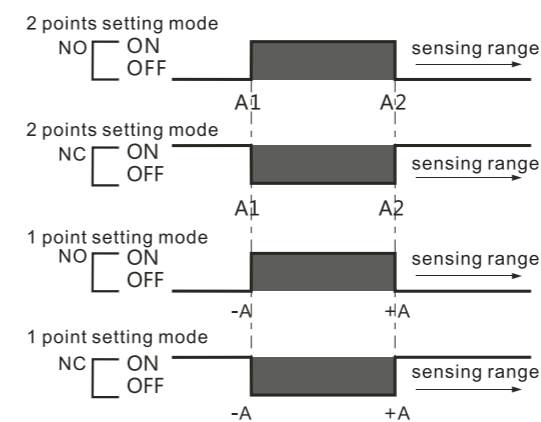 2 points setting mode
NO ON
OFF
sensing range
A1 A2
2 points setting mode
NC ON
OFF
sensing range
A1 A2
1 point setting mode
NO ON
OFF
sensing range
-A +A
1 point setting mode
NC ON
OFF
sensing range
-A +A